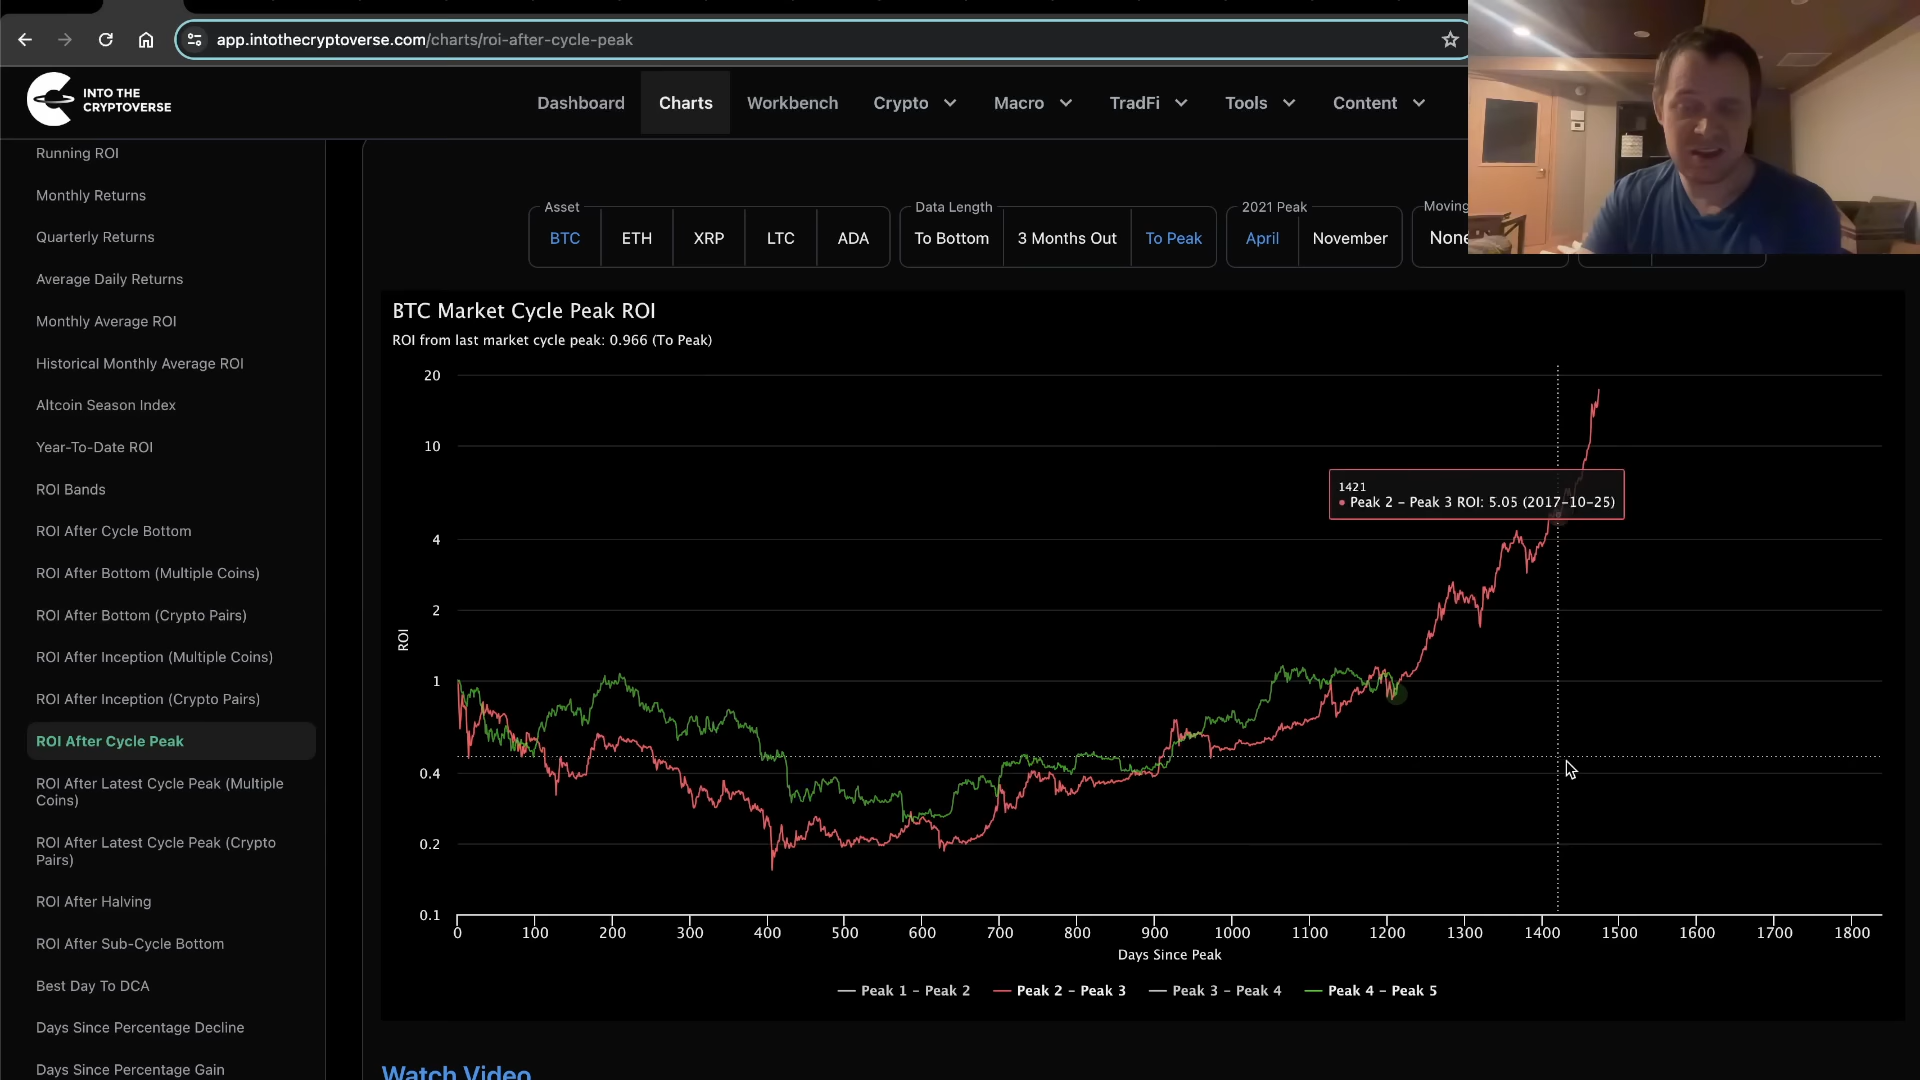 app.intothecryptoverse.com/charts/roi-after-cycle-peak
INTO THE
CRYPTOVERSE
Dashboard
Charts
Workbench
Crypto
Macro
TradFi
Tools
Content
Running ROI
Monthly Returns
Quarterly Returns
Average Daily Returns
Monthly Average ROI
Historical Monthly Average ROI
Altcoin Season Index
Year-To-Date ROI
ROI Bands
ROI After Cycle Bottom
ROI After Bottom (Multiple Coins)
ROI After Bottom (Crypto Pairs)
ROI After Inception (Multiple Coins)
ROI After Inception (Crypto Pairs)
ROI After Cycle Peak
ROI After Latest Cycle Peak (Multiple
Coins)
ROI After Latest Cycle Peak (Crypto
Pairs)
ROI After Halving
ROI After Sub-Cycle Bottom
Best Day To DCA
Days Since Percentage Decline
Days Since Percentage Gain
Asset
BTC
ETH
XRP
LTC
ADA
Data Length
To Bottom
3 Months Out
To Peak
2021 Peak
April
November
Moving
None
BTC Market Cycle Peak ROI
ROI from last market cycle peak: 0.966 (To Peak)
20
10
4
2
1
0.4
0.2
0.1
ROI
1421
Peak 2 – Peak 3 ROI: 5.05 (2017-10-25)
0 100 200 300 400 500 600 700 800 900 1000 1100 1200 1300 1400 1500 1600 1700 1800
Days Since Peak
Peak 1 – Peak 2
Peak 2 – Peak 3
Peak 3 – Peak 4
Peak 4 – Peak 5
Watch Video